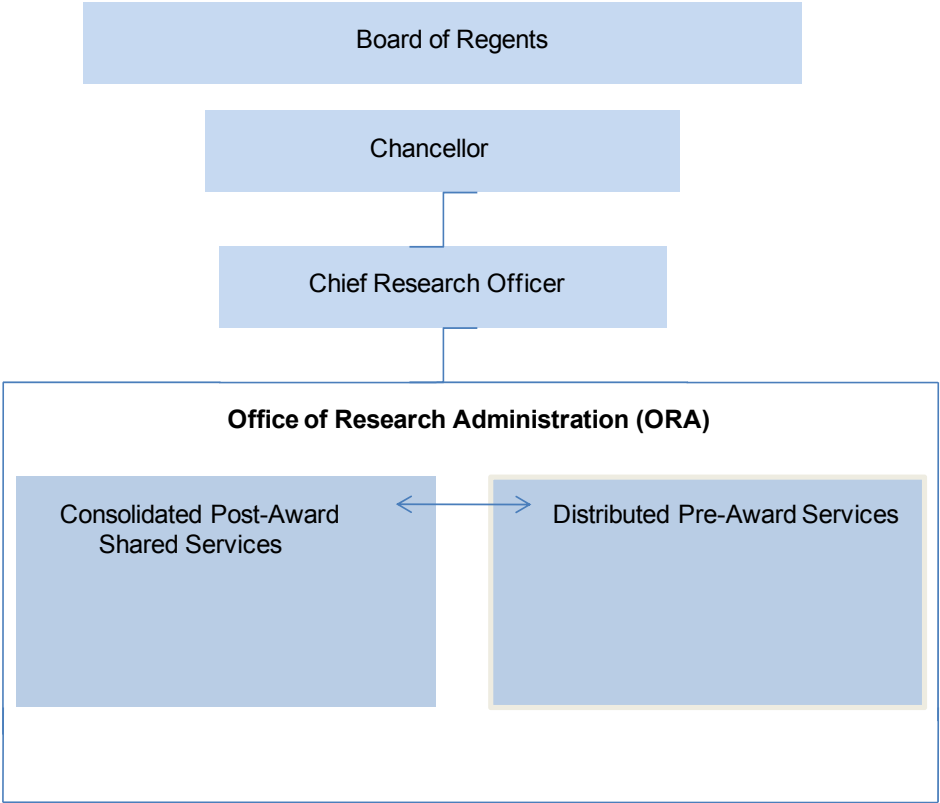 Board of Regents
Chancellor
Chief Research Officer
Office of Research Administration (ORA)
Consolidated Post-Award
Shared Services
Distributed Pre-Award Services